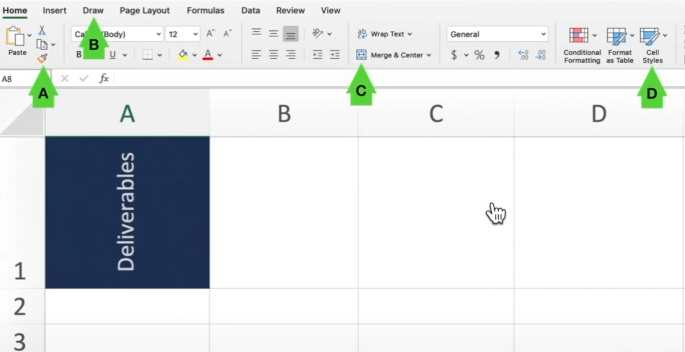 Home Insert Draw Page Layout Formulas Data Review View
12 A^ A˅ Wrap Text General
Paste B U A Merge & Center $ % 9 Conditional Formatting Format as Table Cell Styles
B
A C D
A8 fx
A B C D
Deliverables
1
2
3